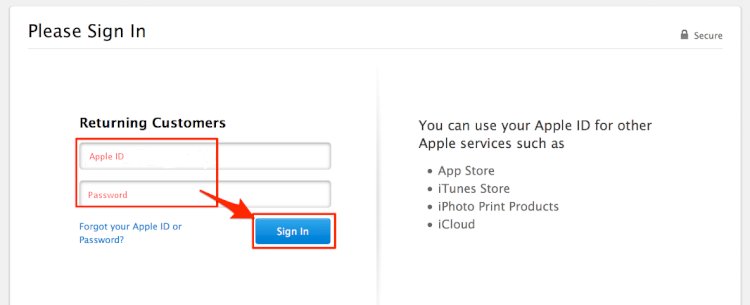 Please Sign In
Secure
Returning Customers
Apple ID
Password
Forgot your Apple ID or
Password?
Sign In
You can use your Apple ID for other
Apple services such as
• App Store
• iTunes Store
• iPhoto Print Products
• iCloud